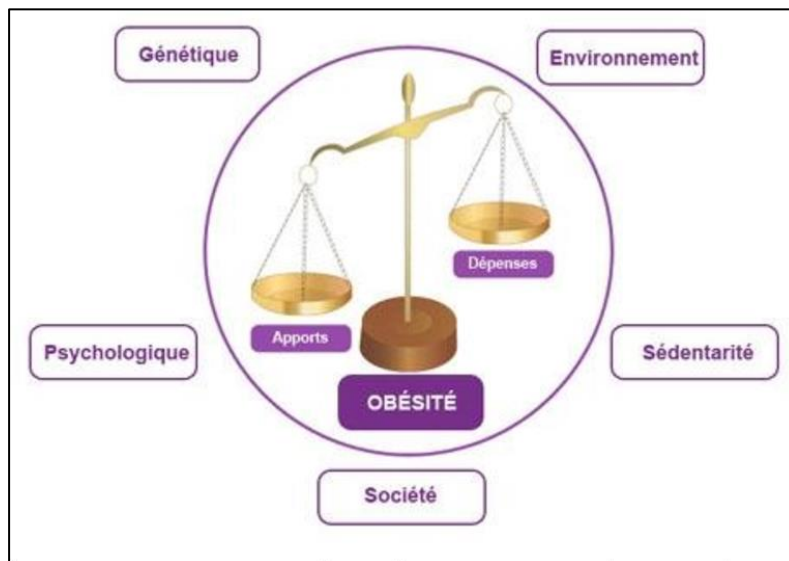 Génétique
Environnement
Dépenses
Apports
Psychologique
Sédentarité
OBÉSITÉ
Société